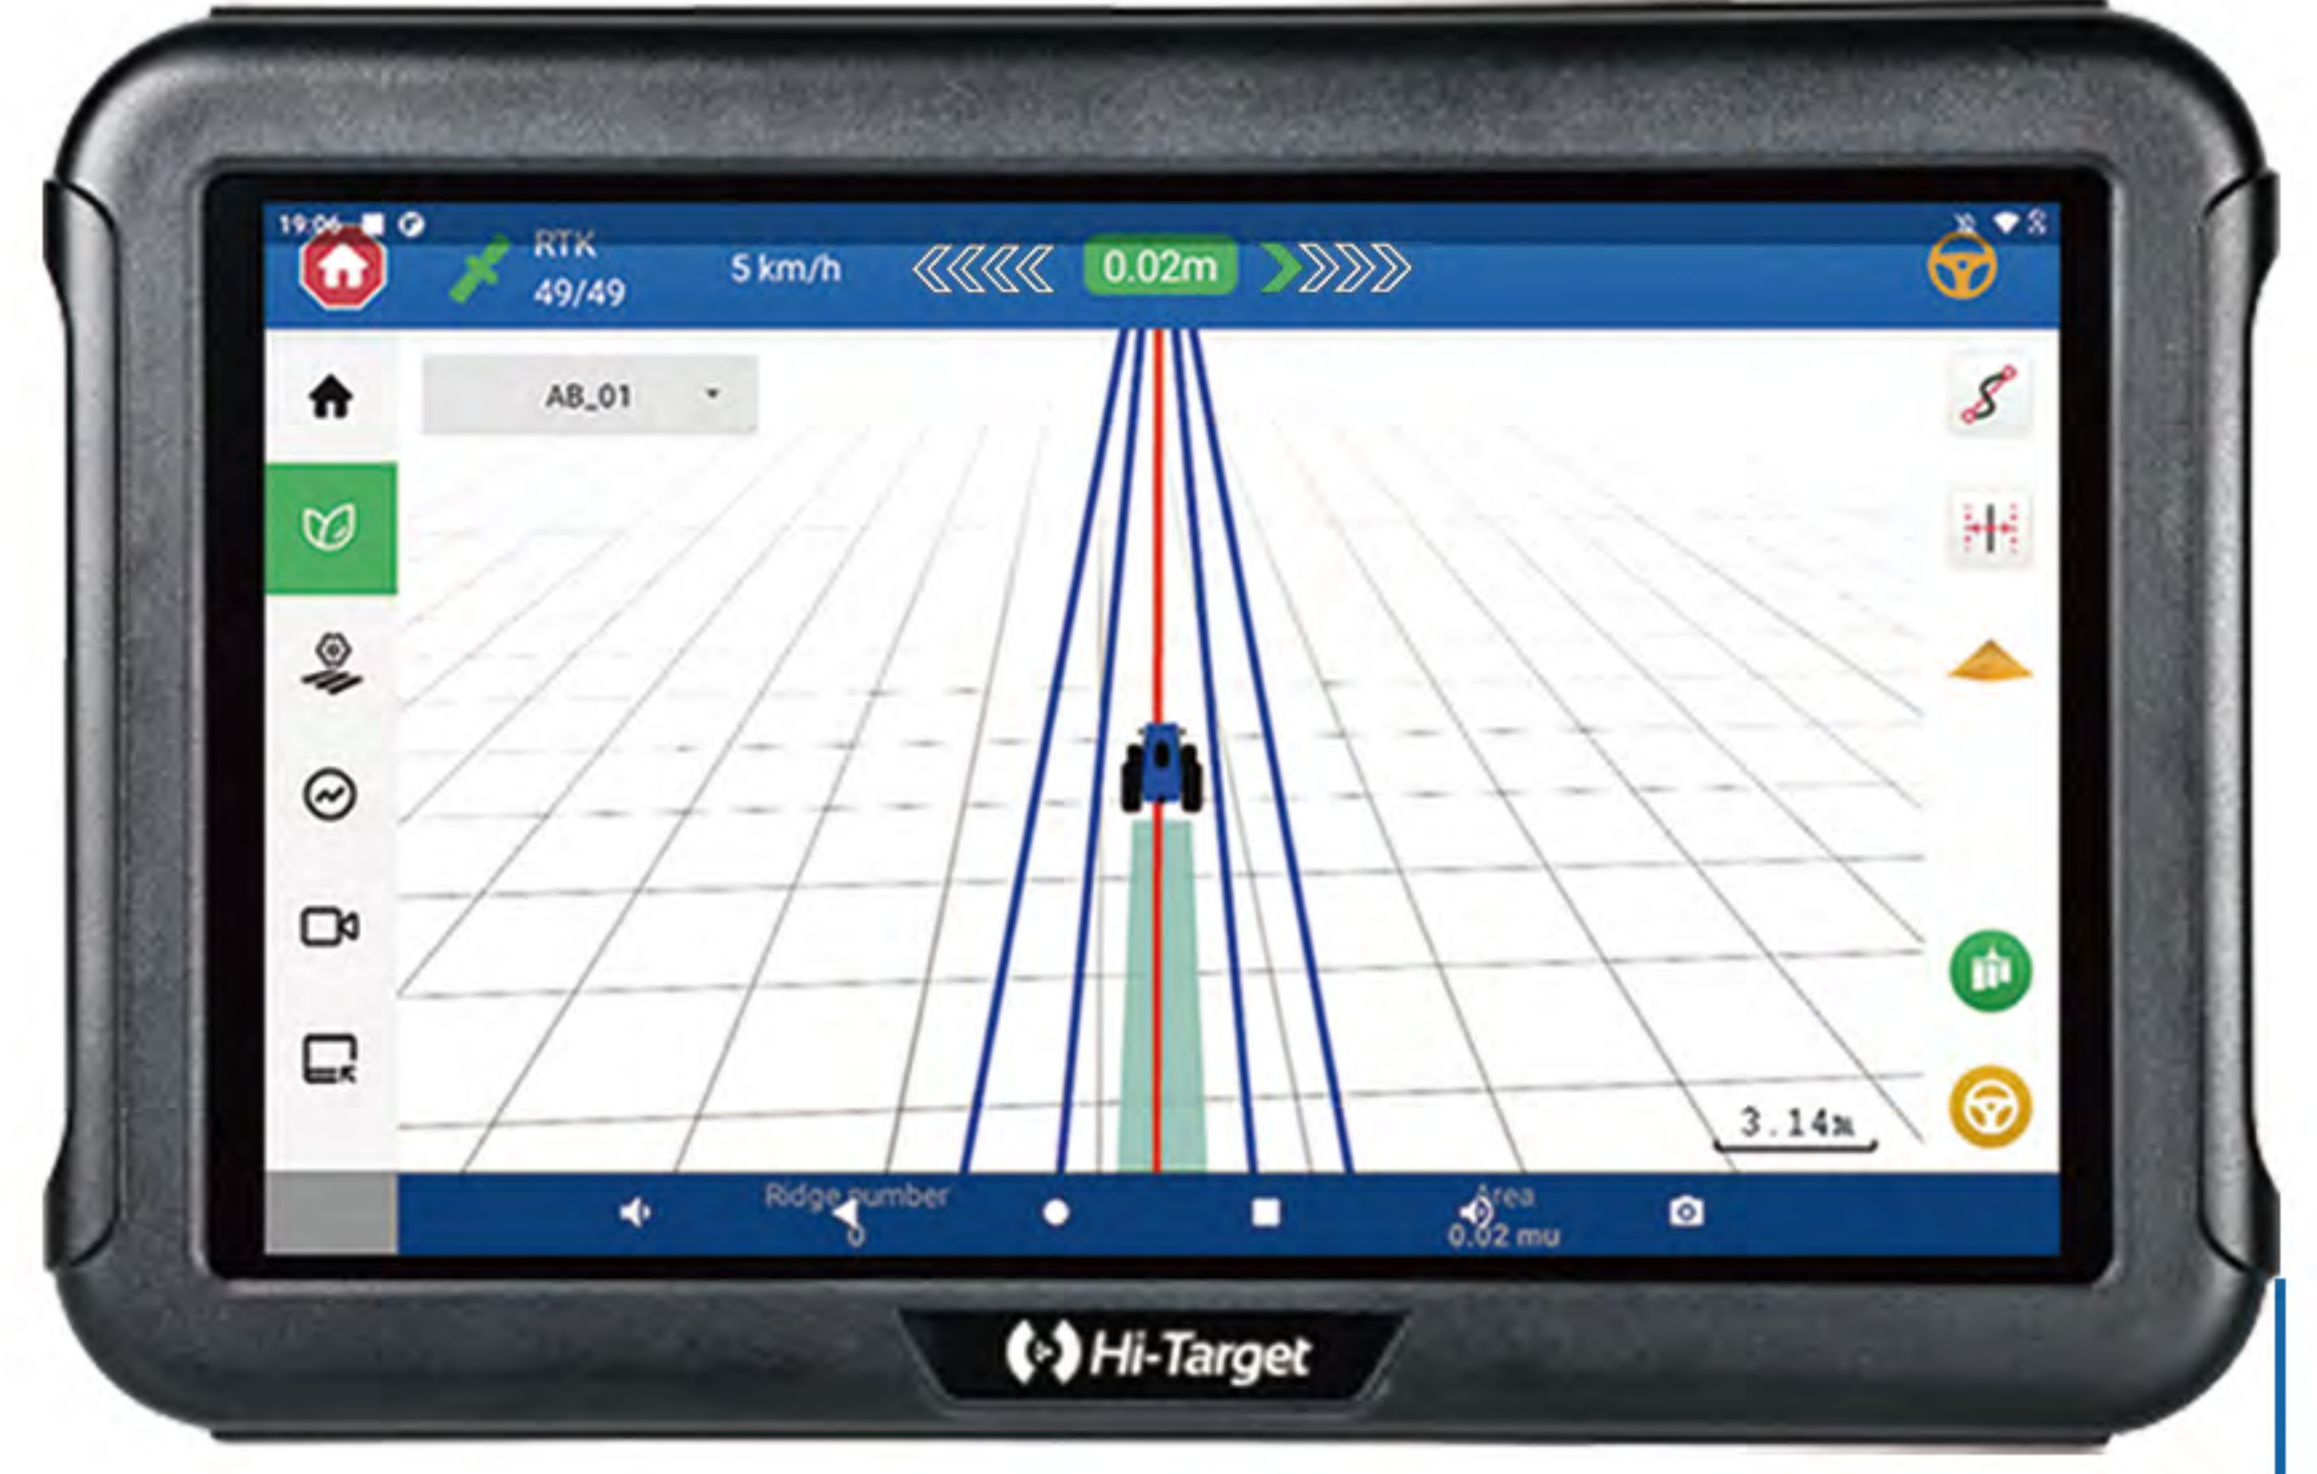 19:06
RTK
49/49
5 km/h
0.02m
AB_01
3.14m
Ridge number
0
Area
0.02 mu
Hi-Target